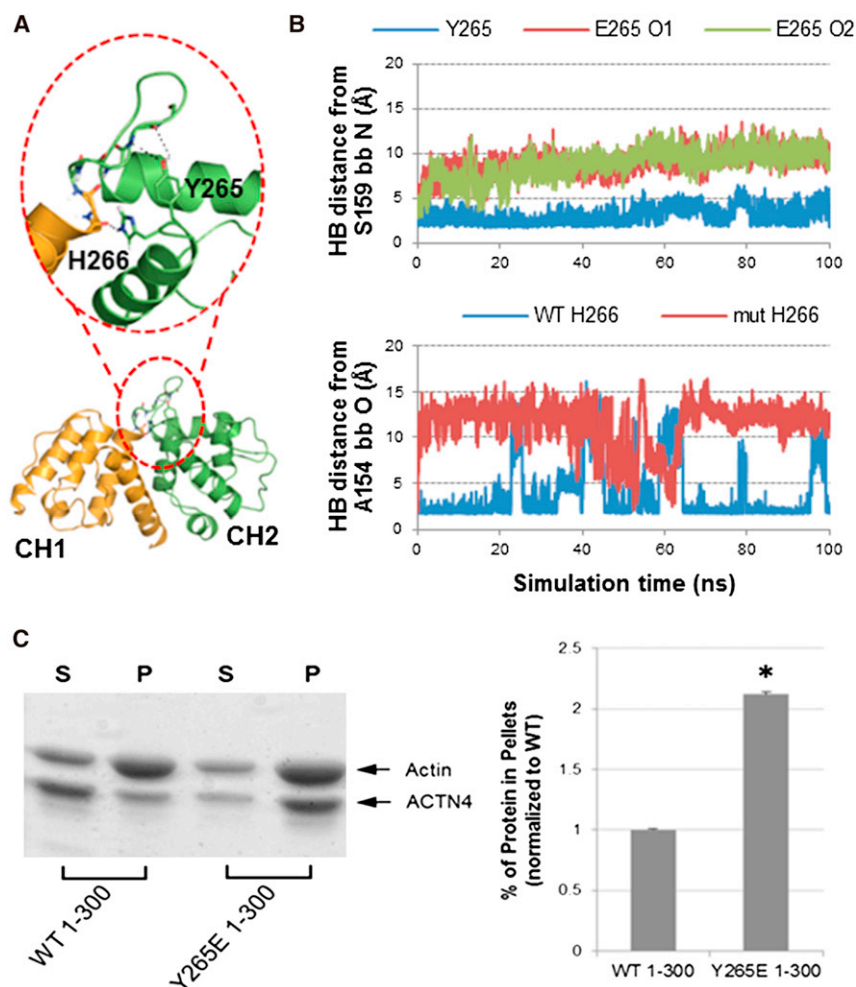 A
Y265
H266
CH1
CH2
B
Y265 E265 O1 E265 O2
HB distance from
S159 bb N (Å)
20
15
10
5
0
0 20 40 60 80 100
WT H266 mut H266
HB distance from
A154 bb O (Å)
20
15
10
5
0
0 20 40 60 80 100
Simulation time (ns)
C
S P S P
Actin
ACTN4
WT 1-300
Y265E 1-300
% of Protein in Pellets
(normalized to WT)
2.5
2
1.5
1
0.5
0
*
WT 1-300 Y265E 1-300